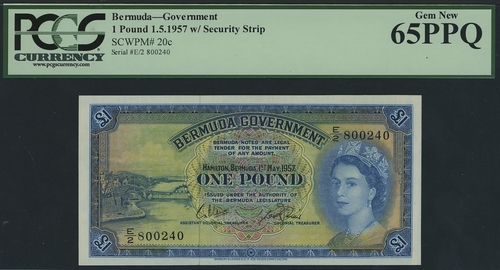 PCGS
CURRENCY
www.pcgscurrency.com
Bermuda—Government
1 Pound 1.5.1957 w/ Security Strip
SCWPM# 20c
Serial #E/2 800240
Gem New
65PPQ
£1
£1
BERMUDA GOVERNMENT
BERMUDA NOTES ARE LEGAL
TENDER FOR THE PAYMENT
OF ANY AMOUNT.
E/2 800240
HAMILTON, BERMUDA, 1ST MAY, 1957.
ONE POUND
ISSUED UNDER THE AUTHORITY OF
THE BERMUDA LEGISLATURE
ASSISTANT COLONIAL TREASURER
COLONIAL TREASURER
E/2 800240
£1
£1